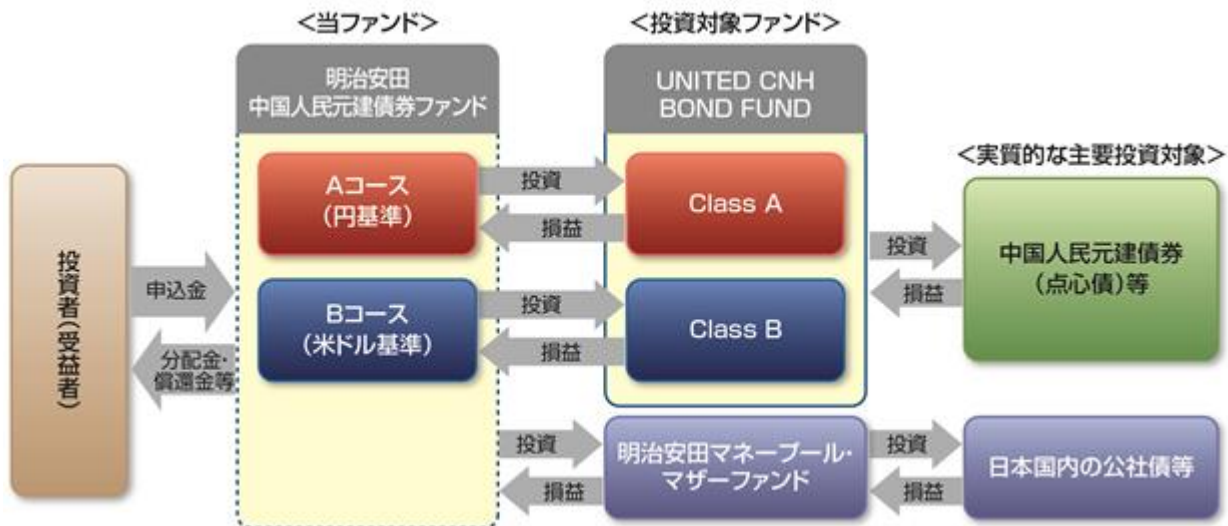 <当ファンド>
<投資対象ファンド>
明治安田
中国人民元建債券ファンド
UNITED CNH
BOND FUND
<実質的な主要投資対象>
投資者(受益者)
申込金
分配金・
償還金等
Aコース
(円基準)
投資
損益
Class A
Bコース
(米ドル基準)
投資
損益
Class B
投資
損益
中国人民元建債券
(点心債)等
投資
損益
明治安田マネープール・
マザーファンド
投資
損益
日本国内の公社債等